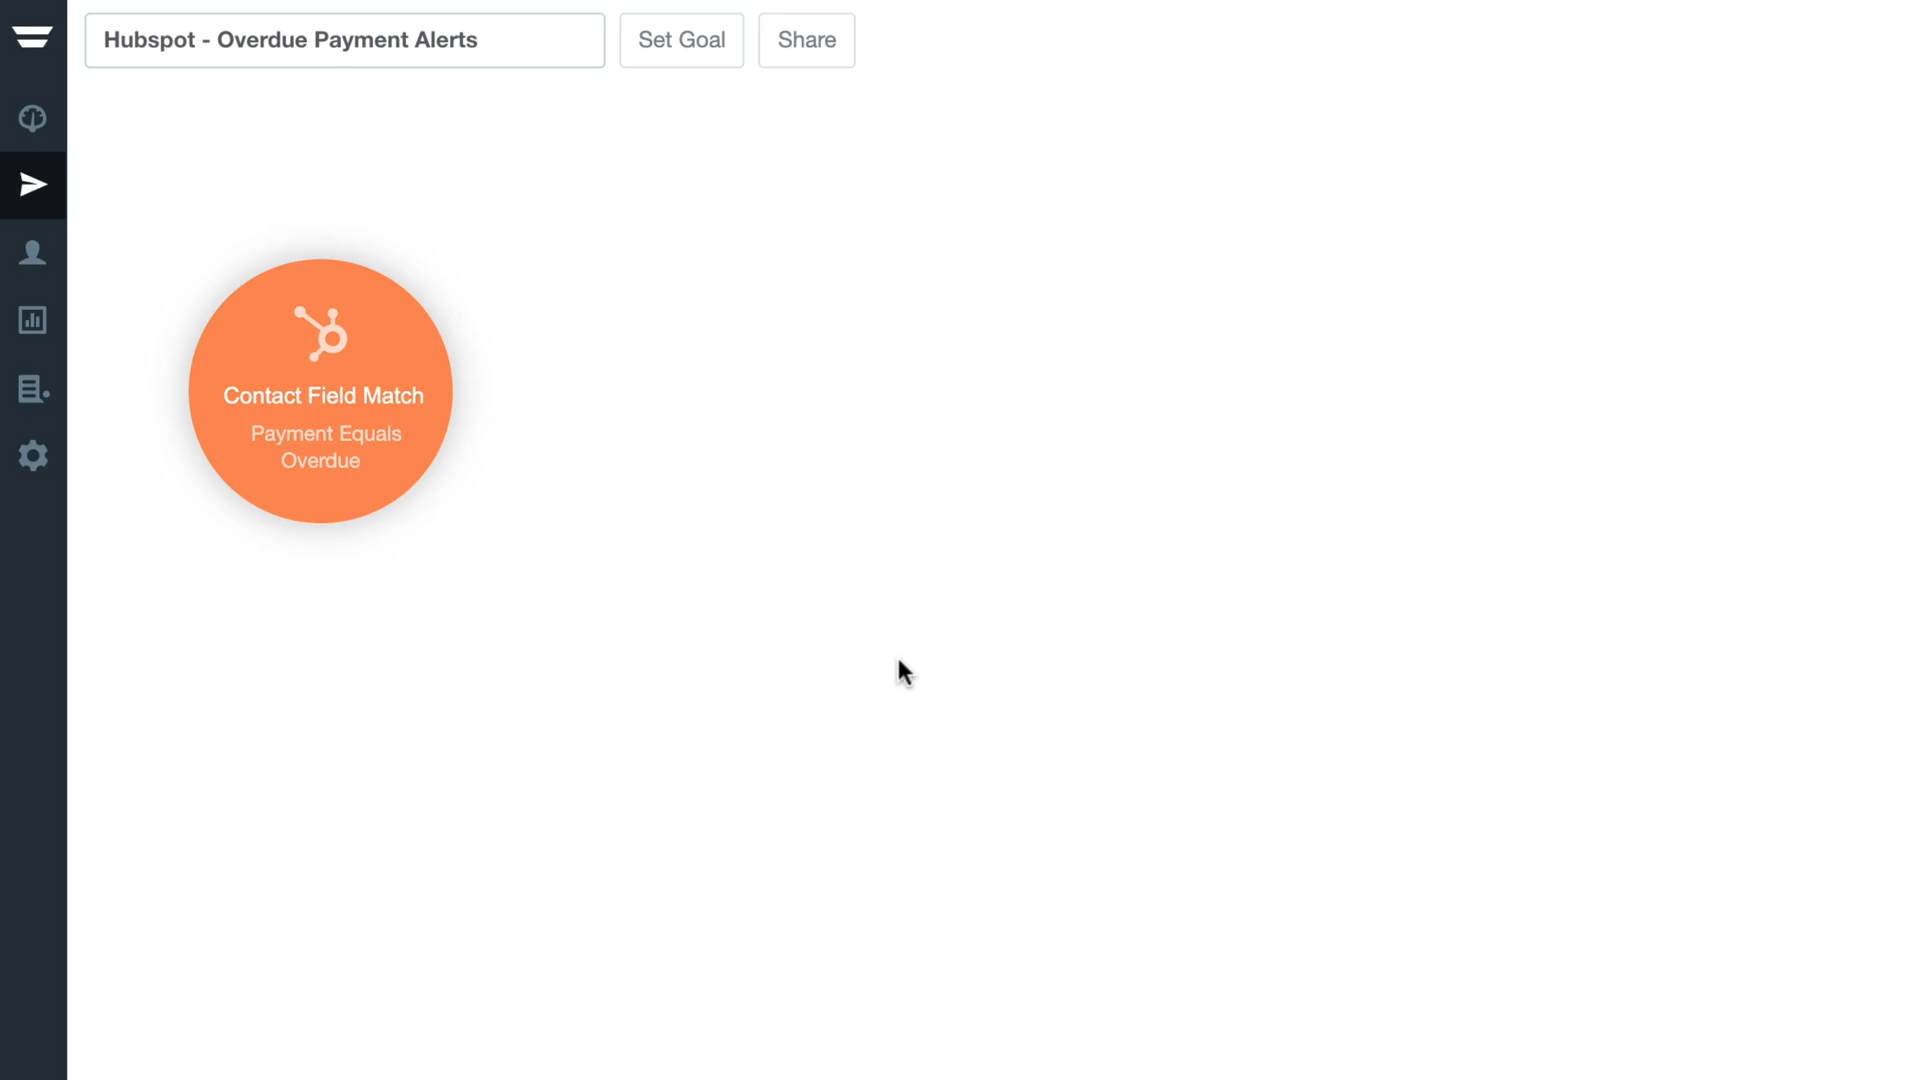 Hubspot - Overdue Payment Alerts
Set Goal
Share
Contact Field Match
Payment Equals
Overdue